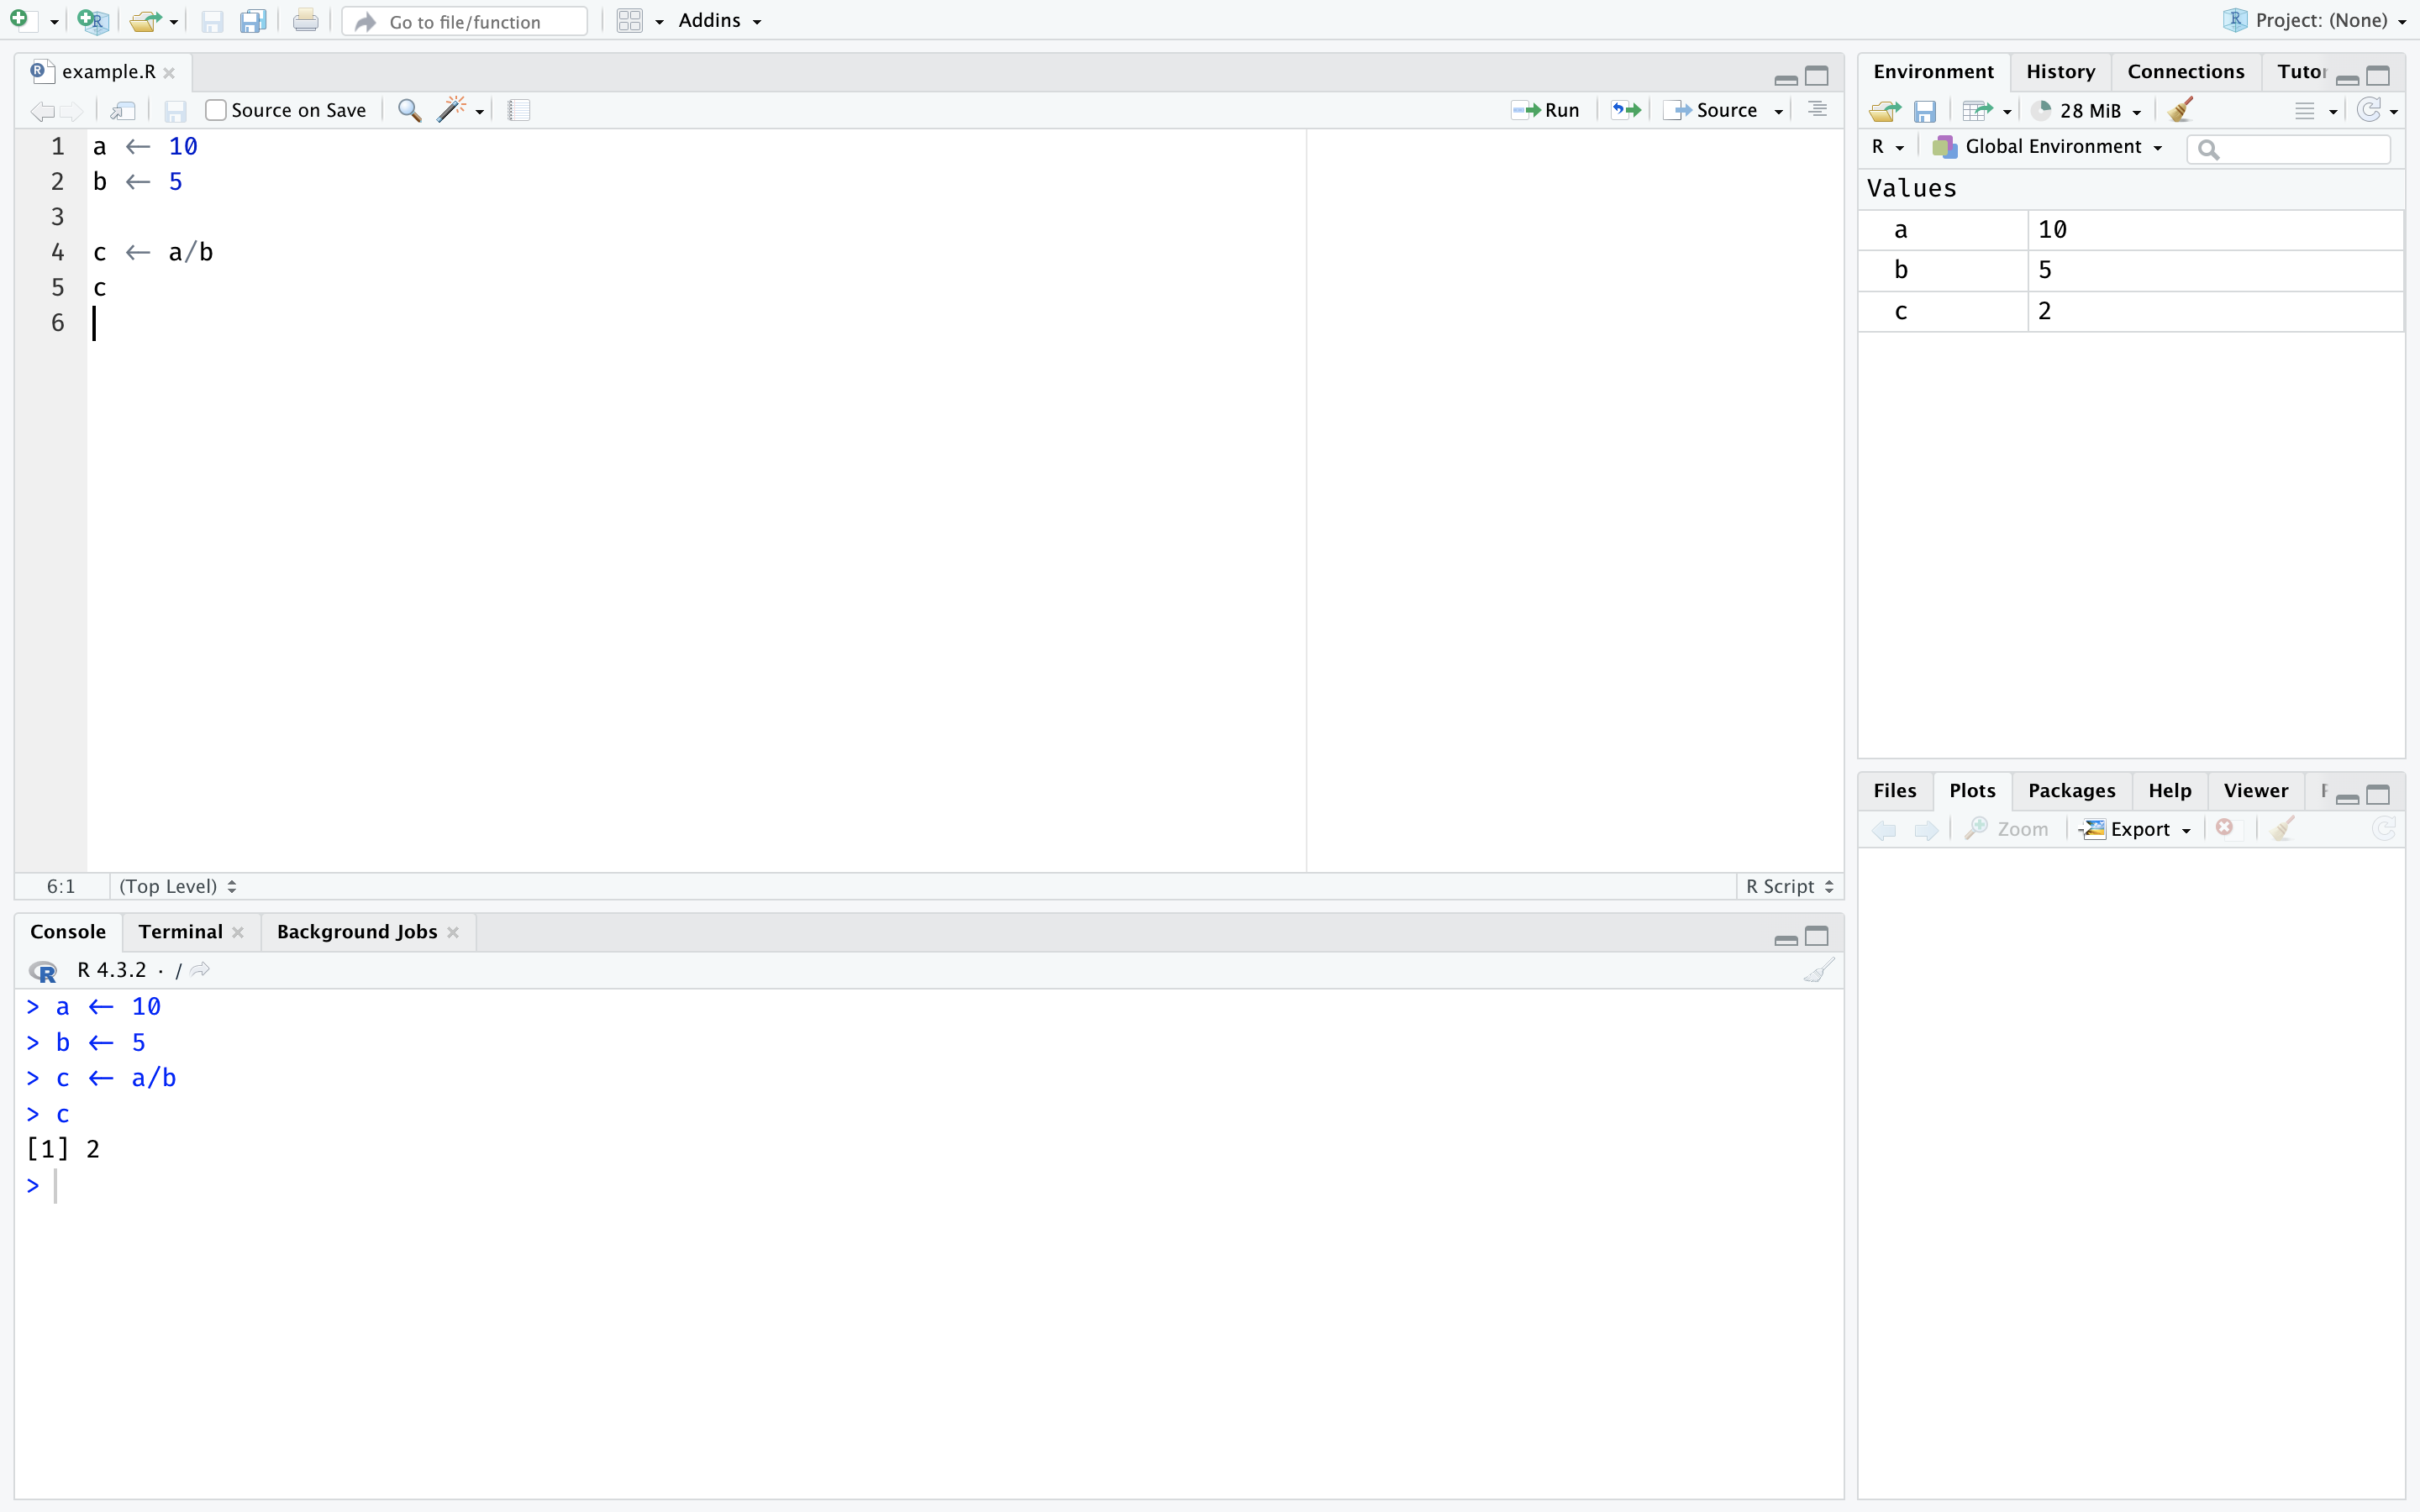 Go to file/function
Addins
Project: (None)
example.R
Source on Save
Run
Source
1 a ← 10
2 b ← 5
3
4 c ← a/b
5 c
6
6:1
(Top Level)
R Script
Console
Terminal
Background Jobs
R 4.3.2 · /
> a ← 10
> b ← 5
> c ← a/b
> c
[1] 2
>
Environment
History
Connections
Tutor
28 MiB
R
Global Environment
Values
a 10
b 5
c 2
Files
Plots
Packages
Help
Viewer
Zoom
Export